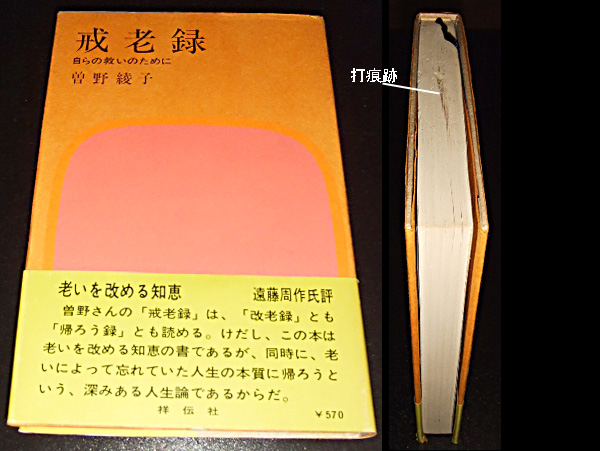 戒老録
自らの救いのために
曽野綾子
老いを改める知恵 遠藤周作氏評
曽野さんの「戒老録」は、「改老録」とも
「帰ろう録」とも読める。けだし、この本は
老いを改める知恵の書であるが、同時に、老
いによって忘れていた人生の本質に帰ろうと
いう、深みある人生論であるからだ。
祥伝社 ¥570
打痕跡